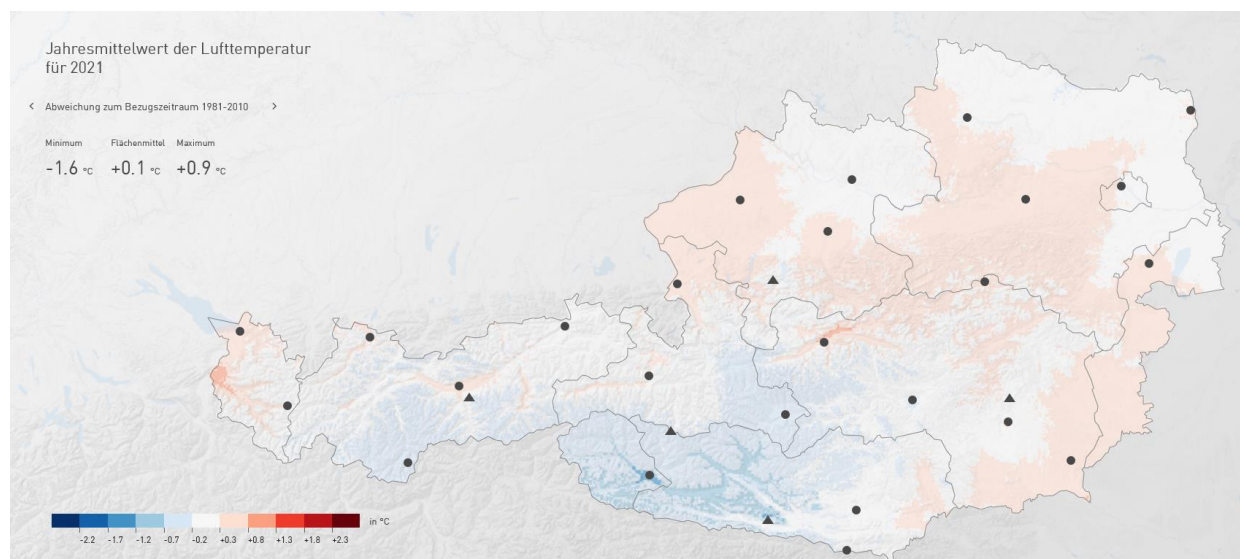 Jahresmittelwert der Lufttemperatur
für 2021
‹ Abweichung zum Bezugszeitraum 1981-2010 ›
Minimum Flächenmittel Maximum
-1.6 °C +0.1 °C +0.9 °C
in °C
-2.2 -1.7 -1.2 -0.7 -0.2 +0.3 +0.8 +1.3 +1.8 +2.3